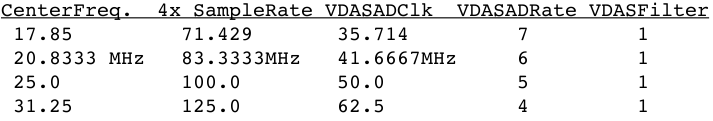 CenterFreq. 4x SampleRate VDASADClk VDASADRate VDASFilter
17.85 71.429 35.714 7 1
20.8333 MHz 83.3333MHz 41.6667MHz 6 1
25.0 100.0 50.0 5 1
31.25 125.0 62.5 4 1